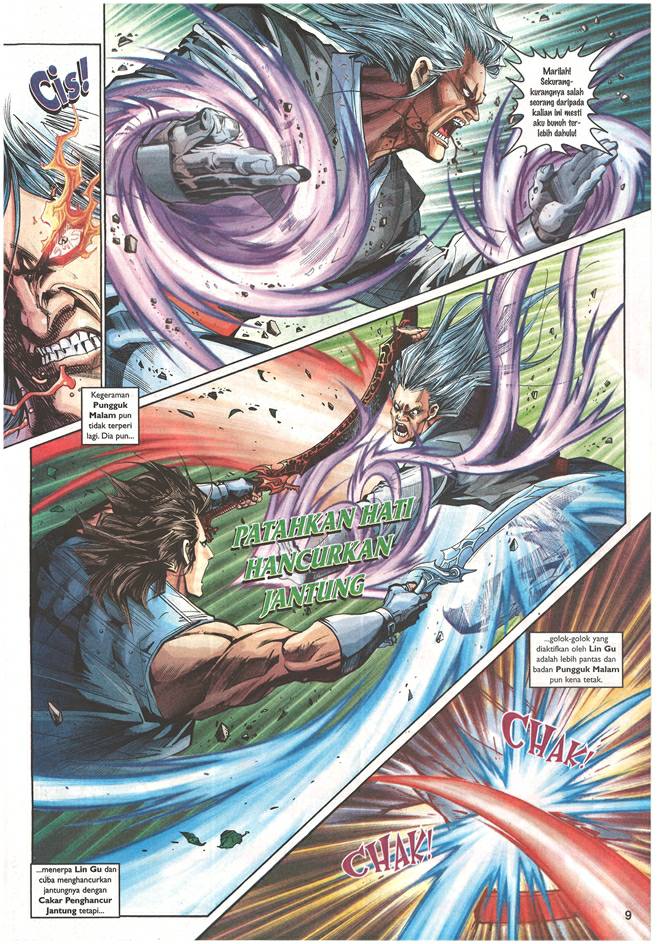 Cis!
Marilah!
Sekurang-
kurangnya salah
seorang daripada
kalian ini mesti
aku bunuh ter-
lebih dahulu!
Kegeraman
Pungguk
Malam pun
tidak terperi
lagi. Dia pun...
PATAHKAN HATI
HANCURKAN
JANTUNG
...menerpa Lin Gu dan
cuba menghancurkan
jantungnya dengan
Cakar Penghancur
Jantung tetapi...
...golok-golok yang
diaktifkan oleh Lin Gu
adalah lebih pantas dan
badan Pungguk Malam
pun kena tetak.
CHAK!
CHAK!
9